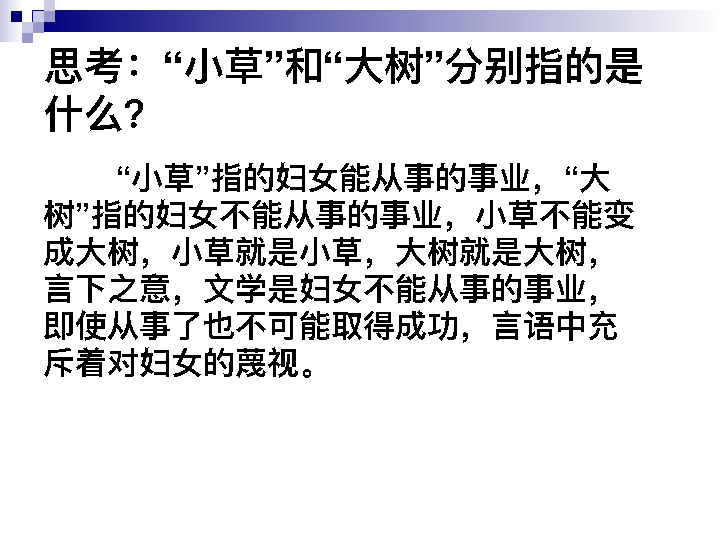 思考：“小草”和“大树”分别指的是
什么?
“小草”指的妇女能从事的事业，“大
树”指的妇女不能从事的事业，小草不能变
成大树，小草就是小草，大树就是大树，
言下之意，文学是妇女不能从事的事业，
即使从事了也不可能取得成功，言语中充
斥着对妇女的蔑视。